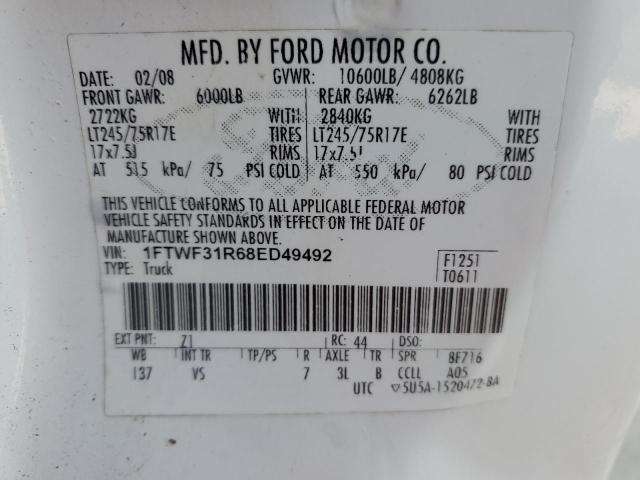 MFD. BY FORD MOTOR CO.
DATE: 02/08 GVWR: 10600LB/ 4808KG
FRONT GAWR: 6000LB REAR GAWR: 6262LB
2722KG WITH 2840KG WITH
LT245/75R17E TIRES LT245/75R17E TIRES
17x7.5J RIMS 17x7.5J RIMS
AT 515 kPa/ 75 PSI COLD AT 550 kPa/ 80 PSI COLD
THIS VEHICLE CONFORMS TO ALL APPLICABLE FEDERAL MOTOR
VEHICLE SAFETY STANDARDS IN EFFECT ON THE DATE OF
MANUFACTURE SHOWN ABOVE.
VIN: 1FTWF31R68ED49492 F1251
TYPE: Truck T0611
EXT PNT: Z1 RC: 44 DSO:
WB INT TR TP/PS R AXLE TR SPR 8F716
137 VS 7 3L B CCLL A05
UTC ▽5U5A-1520472-BA